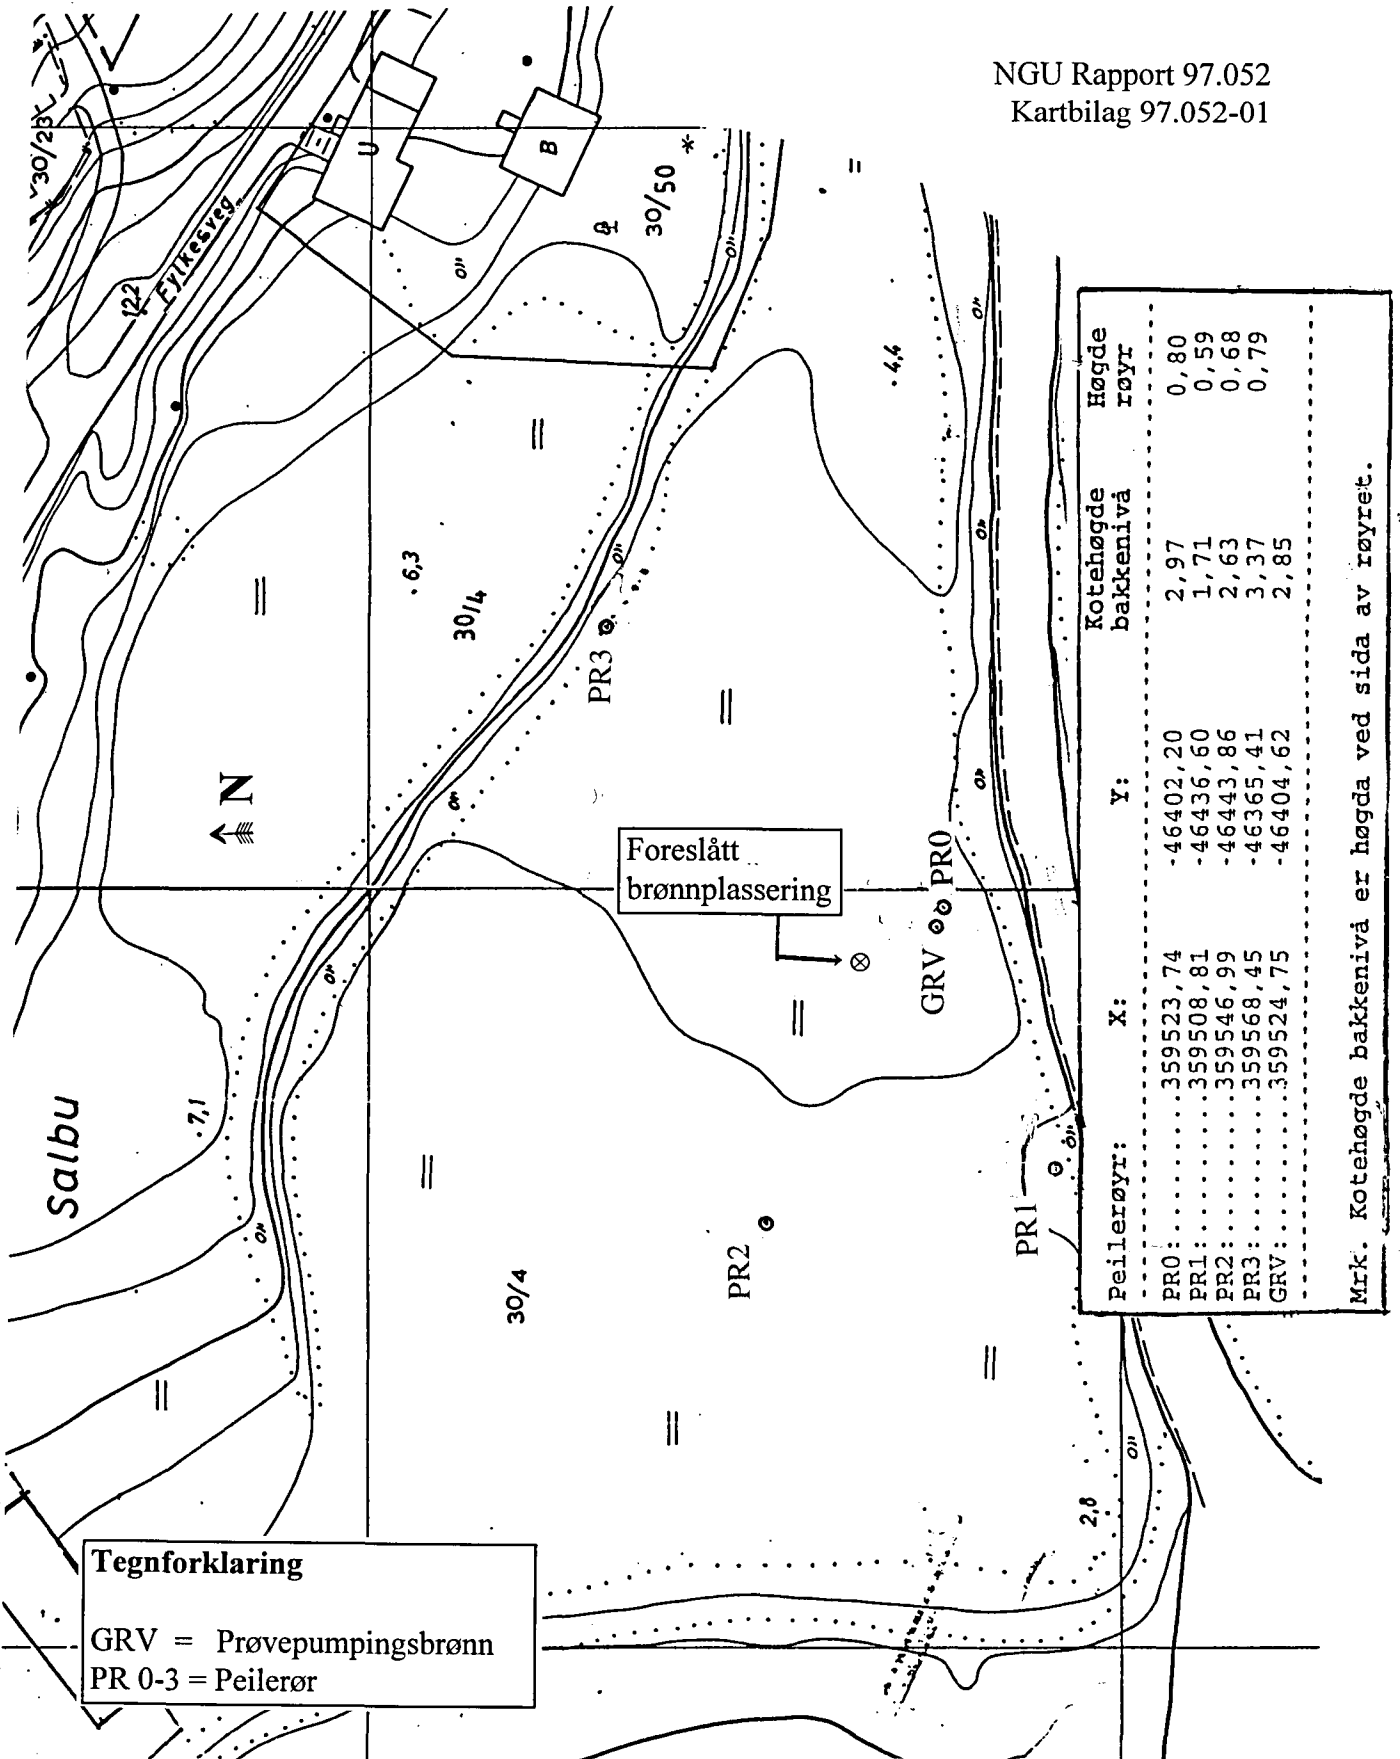 NGU Rapport 97.052
Kartbilag 97.052-01
30/23
Fylkesveg
12,2
U
B
30/50
4,4
6,3
30/4
PR3
N
Foreslått
brønnplassering
GRV
PR0
Salbu
7,1
PR1
PR2
30/4
2,8
Peilerøyr: X: Y: Kotehøgde bakkenivå Høgde røyr
PR0:..........359523,74 -46402,20 2,97 0,80
PR1:..........359508,81 -46436,60 1,71 0,59
PR2:..........359546,99 -46443,86 2,63 0,68
PR3:..........359568,45 -46365,41 3,37 0,79
GRV:..........359524,75 -46404,62 2,85
Mrk. Kotehøgde bakkenivå er høgda ved sida av røyret.
Tegnforklaring
GRV = Prøvepumpingsbrønn
PR 0-3 = Peilerør